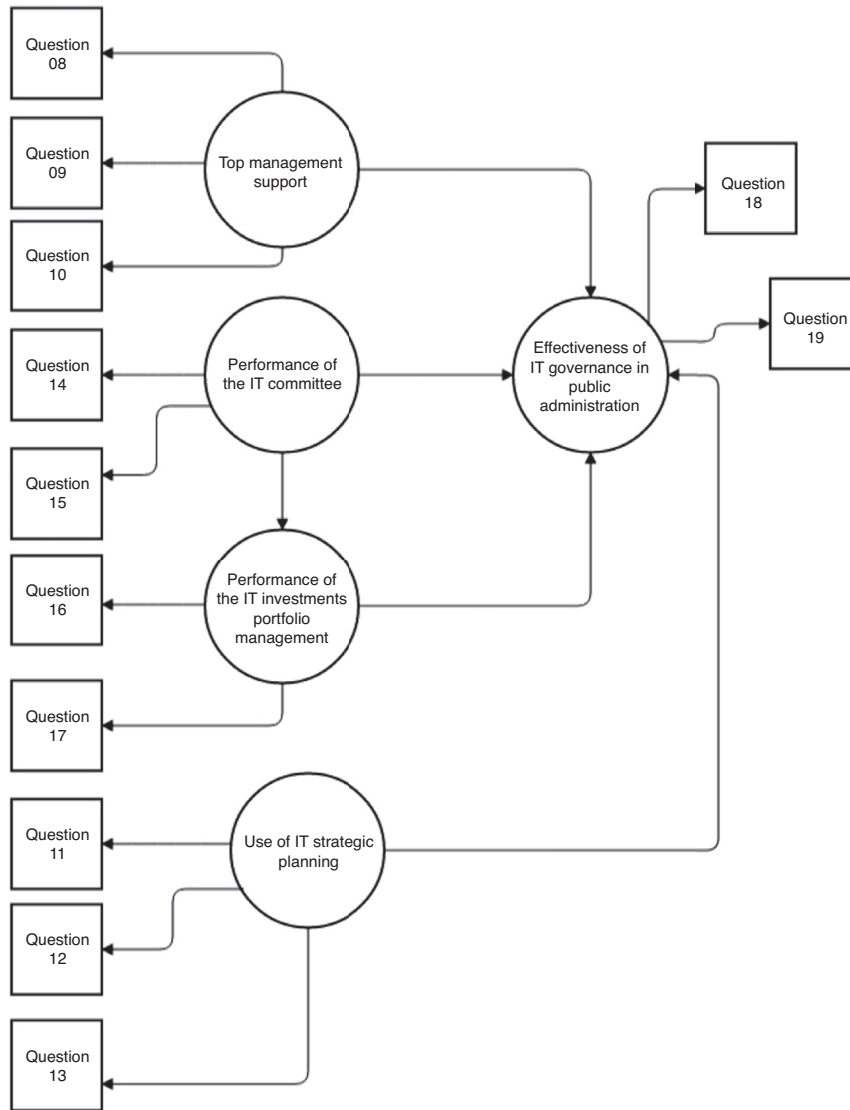 Question
08
Question
09
Question
10
Question
14
Question
15
Question
16
Question
17
Question
11
Question
12
Question
13
Top management
support
Performance of
the IT committee
Performance of
the IT investments
portfolio
management
Use of IT strategic
planning
Effectiveness of
IT governance in
public
administration
Question
18
Question
19